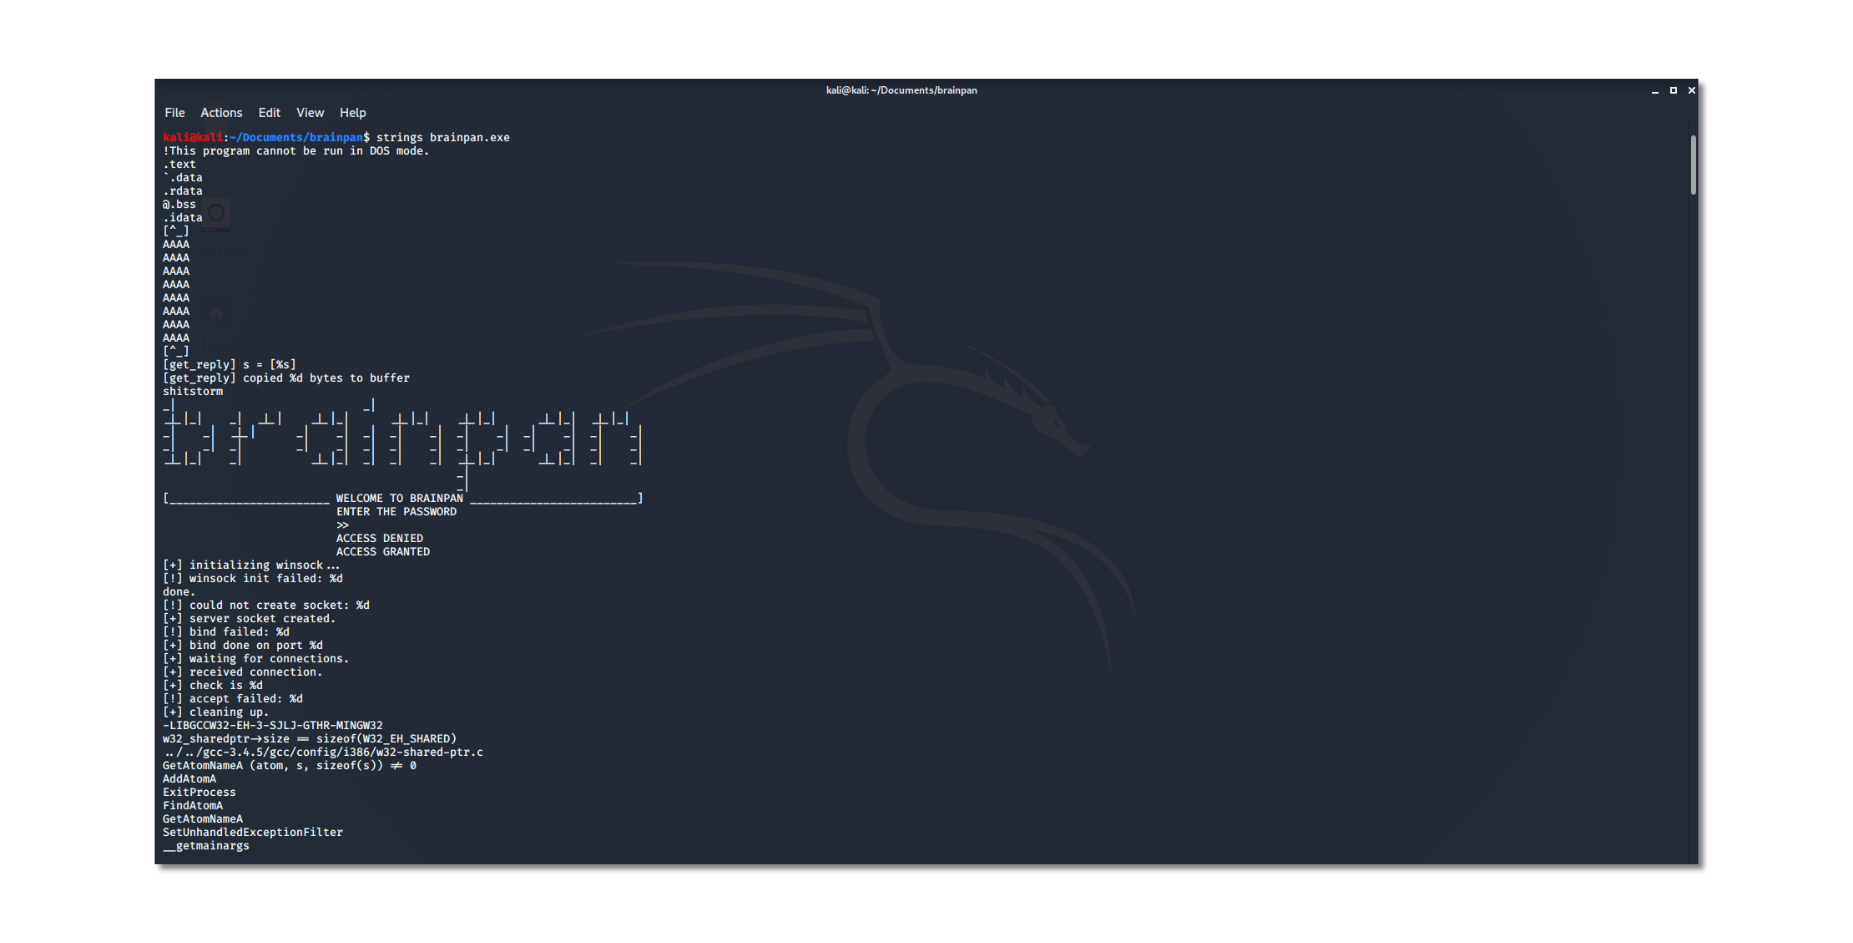 kali@kali: ~/Documents/brainpan
File Actions Edit View Help
kali@kali:~/Documents/brainpan$ strings brainpan.exe
!This program cannot be run in DOS mode.
.text
`.data
.rdata
@.bss
.idata
[^_]
AAAA
AAAA
AAAA
AAAA
AAAA
AAAA
AAAA
AAAA
[^_]
[get_reply] s = [%s]
[get_reply] copied %d bytes to buffer
shitstorm
brainpan
[________________________ WELCOME TO BRAINPAN _________________________]
ENTER THE PASSWORD
>>
ACCESS DENIED
ACCESS GRANTED
[+] initializing winsock...
[!] winsock init failed: %d
done.
[!] could not create socket: %d
[+] server socket created.
[!] bind failed: %d
[+] bind done on port %d
[+] waiting for connections.
[+] received connection.
[+] check is %d
[!] accept failed: %d
[+] cleaning up.
-LIBGCCW32-EH-3-SJLJ-GTHR-MINGW32
w32_sharedptr->size == sizeof(W32_EH_SHARED)
../../gcc-3.4.5/gcc/config/i386/w32-shared-ptr.c
GetAtomNameA (atom, s, sizeof(s)) != 0
AddAtomA
ExitProcess
FindAtomA
GetAtomNameA
SetUnhandledExceptionFilter
__getmainargs